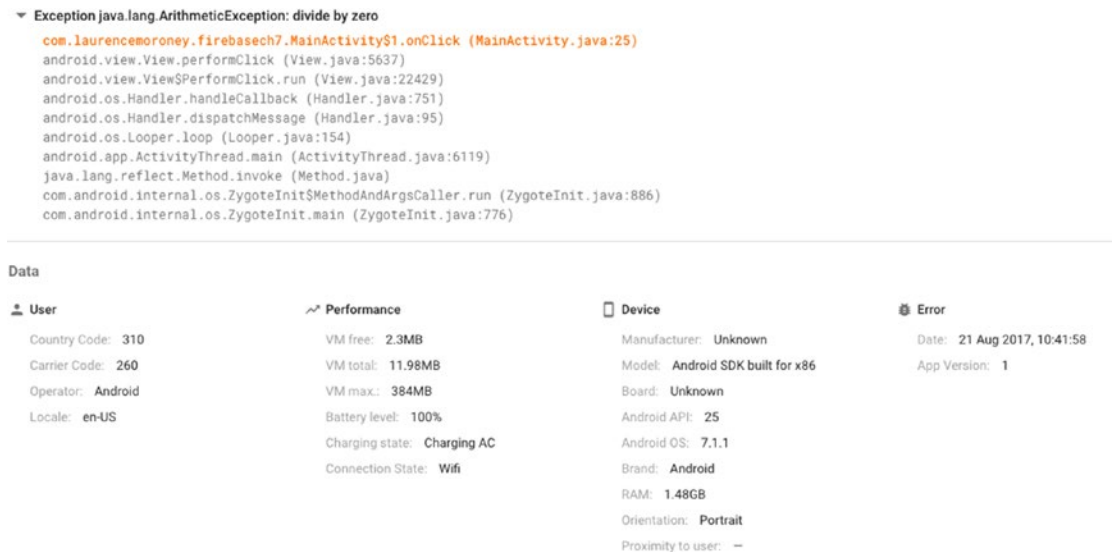 Exception java.lang.ArithmeticException: divide by zero
com.laurencemoroney.firebasech7.MainActivity$1.onClick (MainActivity.java:25)
android.view.View.performClick (View.java:5637)
android.view.View$PerformClick.run (View.java:22429)
android.os.Handler.handleCallback (Handler.java:751)
android.os.Handler.dispatchMessage (Handler.java:95)
android.os.Looper.loop (Looper.java:154)
android.app.ActivityThread.main (ActivityThread.java:6119)
java.lang.reflect.Method.invoke (Method.java)
com.android.internal.os.ZygoteInit$MethodAndArgsCaller.run (ZygoteInit.java:886)
com.android.internal.os.ZygoteInit.main (ZygoteInit.java:776)
Data
User
Country Code: 310
Carrier Code: 260
Operator: Android
Locale: en-US
Performance
VM free: 2.3MB
VM total: 11.98MB
VM max.: 384MB
Battery level: 100%
Charging state: Charging AC
Connection State: Wifi
Device
Manufacturer: Unknown
Model: Android SDK built for x86
Board: Unknown
Android API: 25
Android OS: 7.1.1
Brand: Android
RAM: 1.48GB
Orientation: Portrait
Proximity to user: —
Error
Date: 21 Aug 2017, 10:41:58
App Version: 1